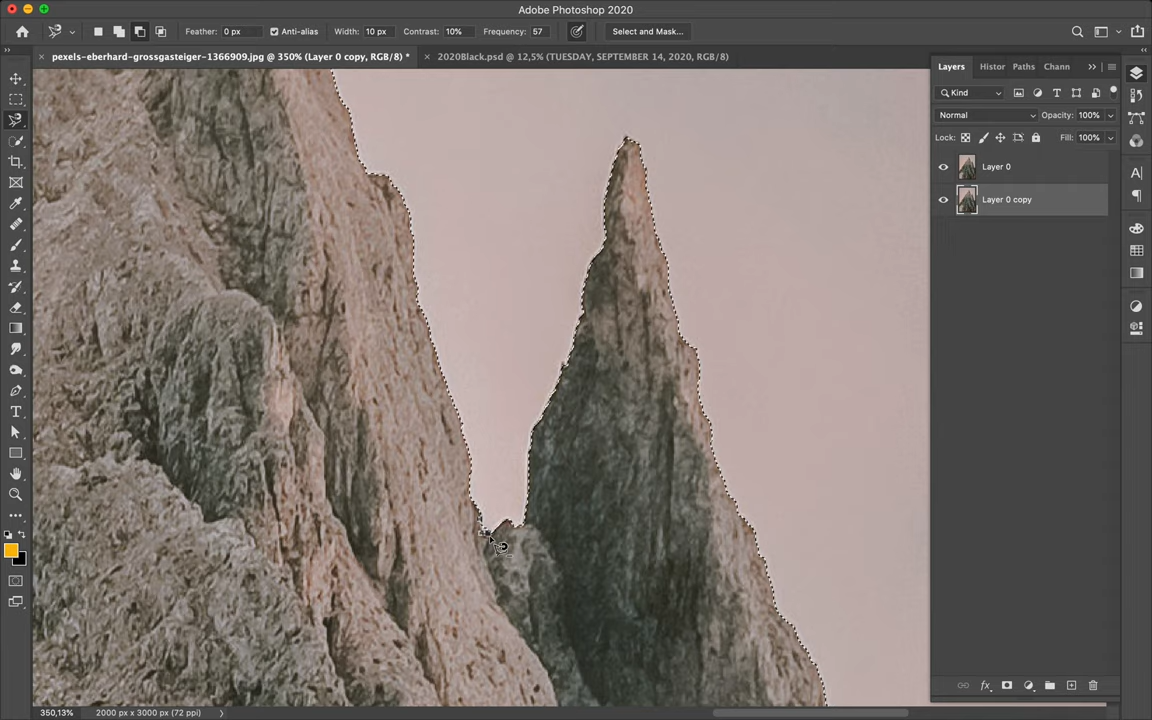 Adobe Photoshop 2020
Feather: 0 px Anti-alias Width: 10 px Contrast: 10% Frequency: 57 Select and Mask...
pexels-eberhard-grossgasteiger-1366909.jpg @ 350% (Layer 0 copy, RGB/8) * 2020Black.psd @ 12,5% (TUESDAY, SEPTEMBER 14, 2020, RGB/8)
Layers Histor Paths Chann
Kind
Normal Opacity: 100%
Lock: Fill: 100%
Layer 0
Layer 0 copy
350,13% 2000 px x 3000 px (72 ppi)